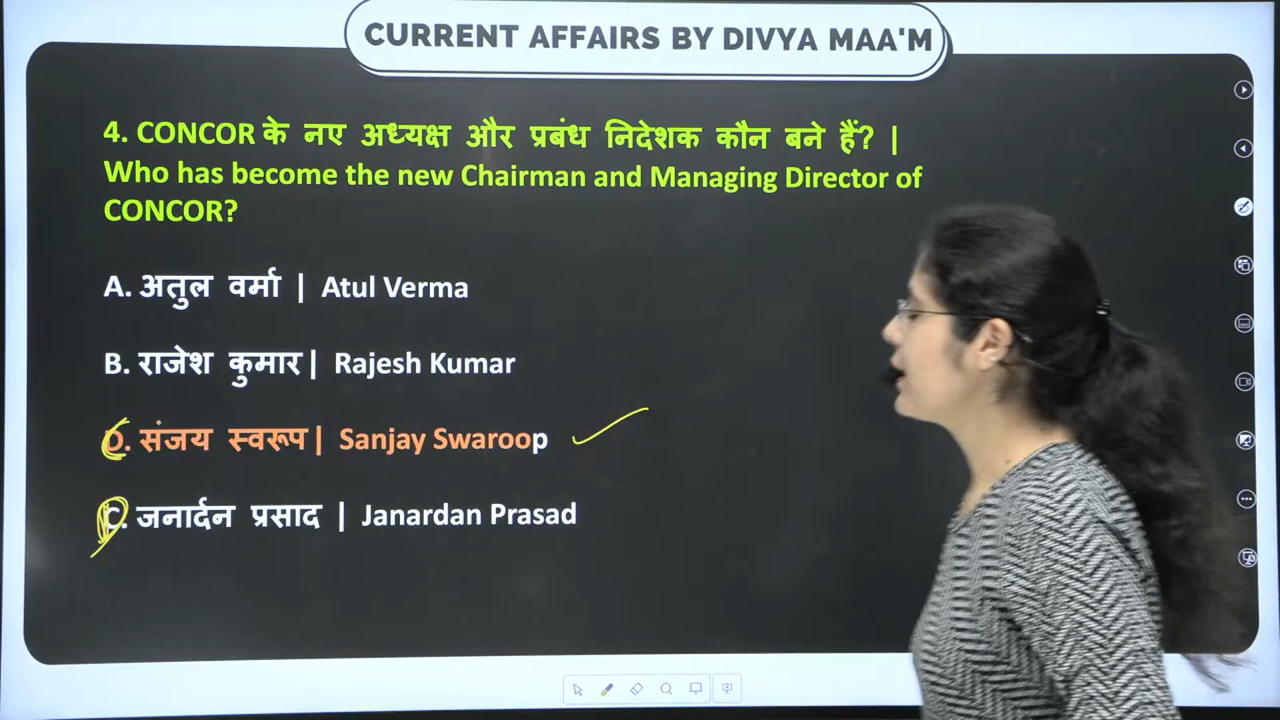 CURRENT AFFAIRS BY DIVYA MAA'M
4. CONCOR के नए अध्यक्ष और प्रबंध निदेशक कौन बने हैं? |
Who has become the new Chairman and Managing Director of
CONCOR?
A. अतुल वर्मा | Atul Verma
B. राजेश कुमार | Rajesh Kumar
D. संजय स्वरूप | Sanjay Swaroop
C. जनार्दन प्रसाद | Janardan Prasad